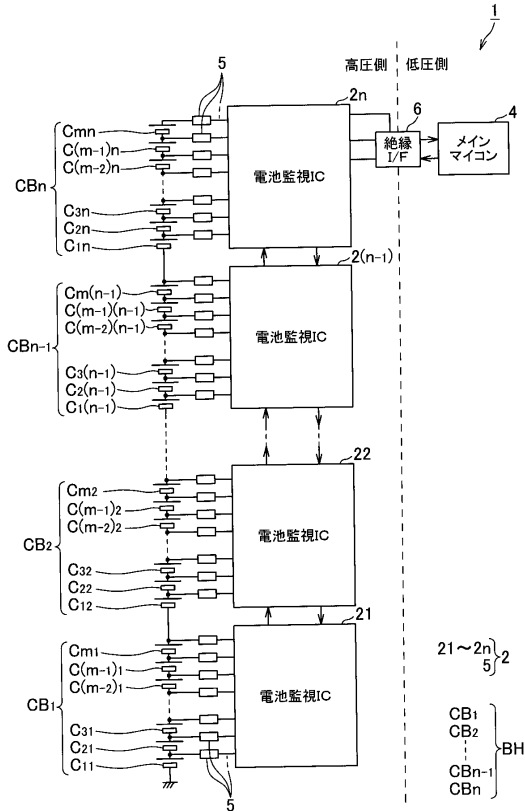 1
高圧側 低圧側
5
2n
6
4
Cmn
C(m-1)n
C(m-2)n
CBn
C3n
C2n
C1n
電池監視IC
絶縁
I/F
メイン
マイコン
2(n-1)
Cm(n-1)
C(m-1)(n-1)
C(m-2)(n-1)
CBn-1
C3(n-1)
C2(n-1)
C1(n-1)
電池監視IC
22
Cm2
C(m-1)2
C(m-2)2
CB2
C32
C22
C12
電池監視IC
21
Cm1
C(m-1)1
C(m-2)1
CB1
C31
C21
C11
電池監視IC
5
21～2n
5
2
CB1
CB2
CBn-1
CBn
BH